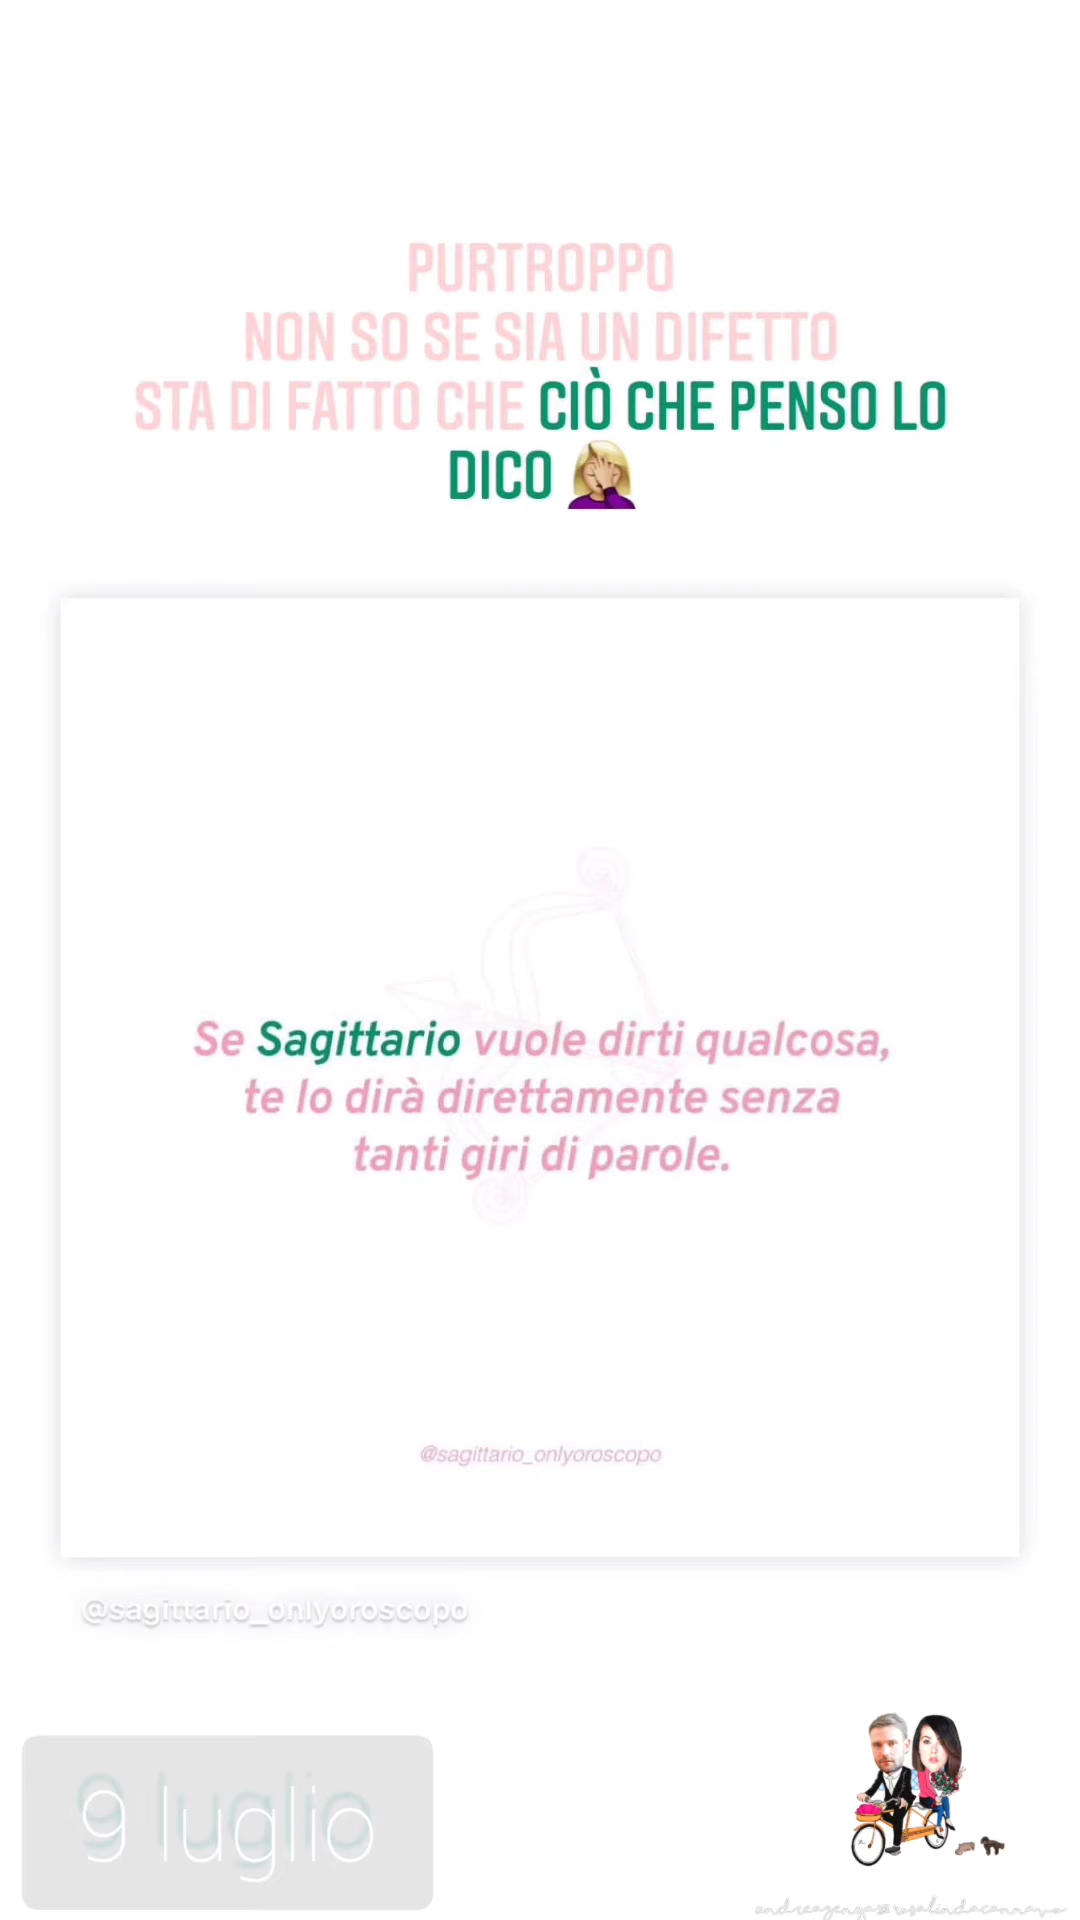 PURTROPPO
NON SO SE SIA UN DIFETTO
STA DI FATTO CHE CIÒ CHE PENSO LO
DICO
Se Sagittario vuole dirti qualcosa,
te lo dirà direttamente senza
tanti giri di parole.
@sagittario_onlyoroscopo
@sagittario_onlyoroscopo
9 luglio